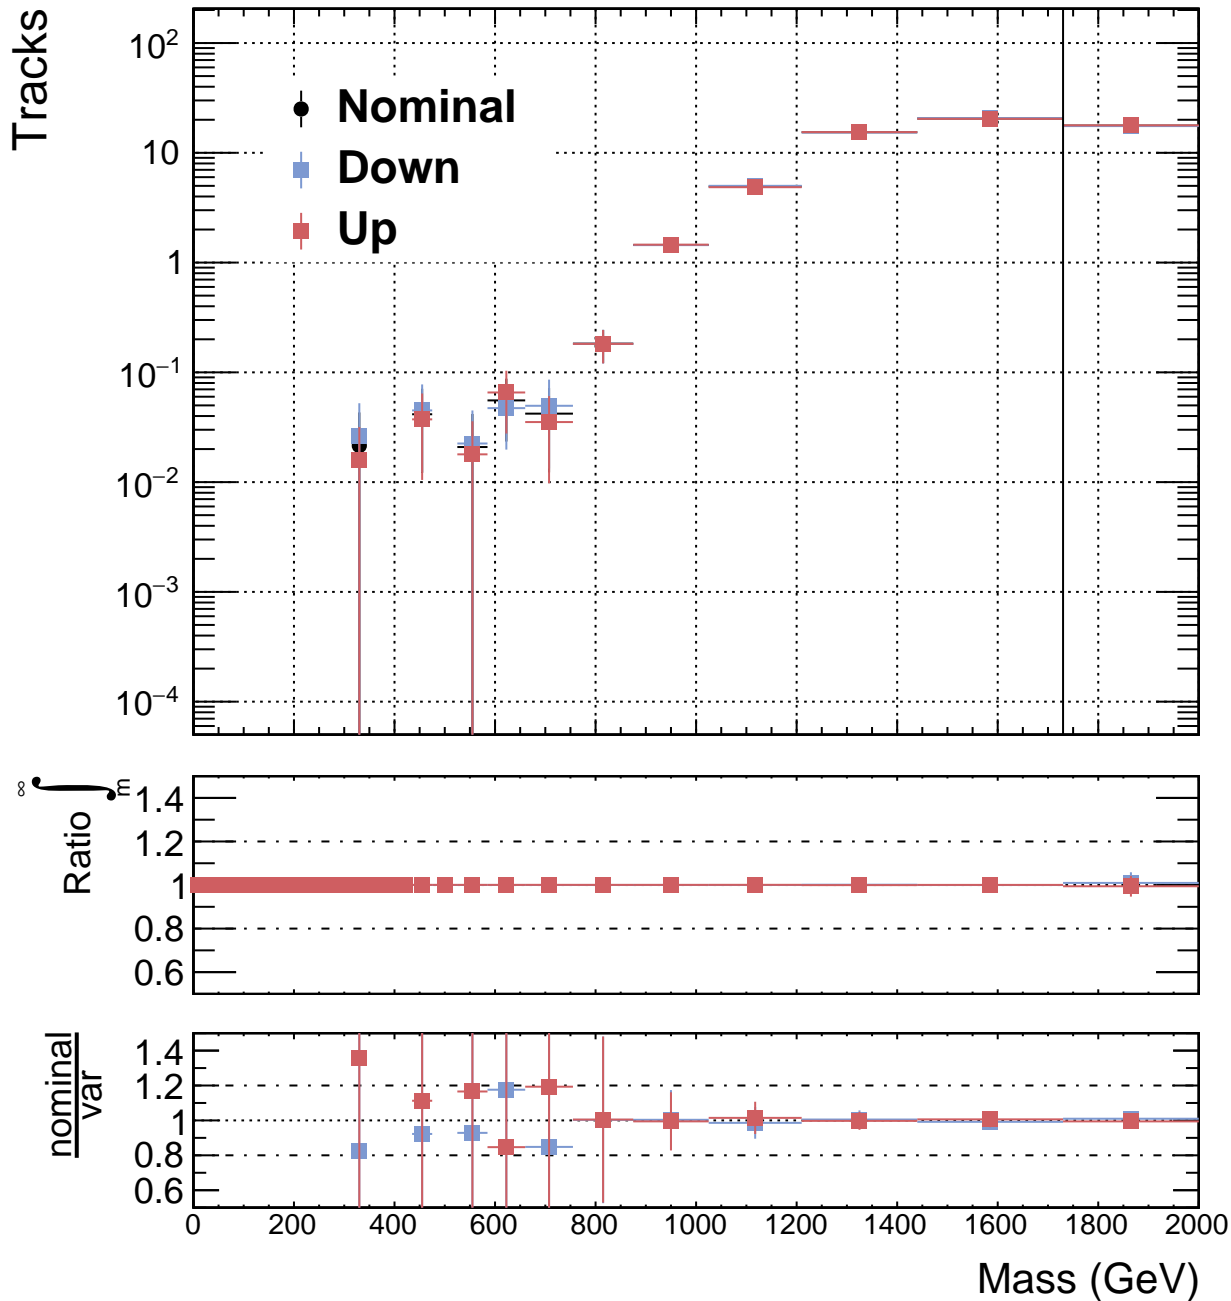 Tracks
10²
10
1
10⁻¹
10⁻²
10⁻³
10⁻⁴
Nominal
Down
Up
Ratio ∫ₘ^∞
1.4
1.2
1
0.8
0.6
nominal
var
1.4
1.2
1
0.8
0.6
0 200 400 600 800 1000 1200 1400 1600 1800 2000
Mass (GeV)